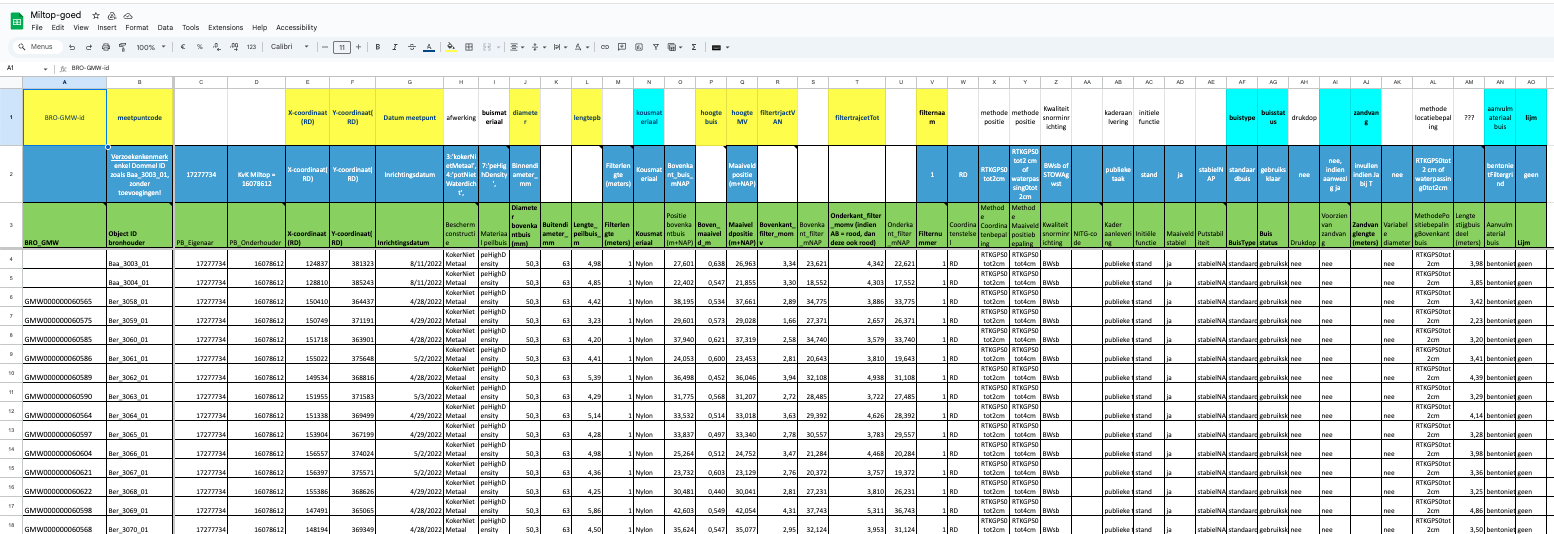 Miltop-goed
File Edit View Insert Format Data Tools Extensions Help Accessibility
Menus 100% € % .0 .00 123 Calibri 11 B I A
A1 fx BRO-GMW-id
A B C D E F G H I J K L M N O P Q R S T U V W X Y Z AA AB AC AD AE AF AG AH AI AJ AK AL AM AN AO
1 BRO-GMW-id meetpuntcode X-coordinaat(RD) Y-coordinaat(RD) Datum meetpunt afwerking buismateriaal diameter lengtepb kousmateriaal hoogte buis hoogte MV filtertrjactVAN filtertrajcetTot filternaam methode positie methode positie Kwaliteitsnorminrichting kaderaanlevering initiele functie buistype buisstatus drukdop zandvang methode locatiebepaling ??? aanvulmateriaal buis lijm
2 Verzoekenkenmerk enkel Dommel ID zoals Baa_3003_01, zonder toevoegingen! 17277734 KvK Miltop = 16078612 X-coordinaat(RD) Y-coordinaat(RD) Inrichtingsdatum 3:'kokerNietMetaal', 4:'potNietWaterdicht', 7:'peHighDensity', Binnendiameter_mm Filterlengte (meters) Kousmateriaal Bovenkant_buis_mNAP Maaiveldpositie (m+NAP) 1 RD RTKGPS0tot2cm RTKGPS0tot2 cm of waterpassing0tot2cm BWsb of STOWAgwst publieke taak stand ja stabielNAP standaardbuis gebruiksklaar nee nee, indien aanwezig ja invullen indien Ja bij T nee RTKGPS0tot2 cm of waterpassing0tot2cm bentonietFiltergrind geen
3 BRO_GMW Object ID bronhouder PB_Eigenaar PB_Onderhouder X-coordinaat(RD) Y-coordinaat(RD) Inrichtingsdatum Beschermconstructie Materiaal peilbuis Diameter bovenkantbuis (mm) Buitendiameter_mm Lengte_peilbuis_m Filterlengte (meters) Kousmateriaal Positie bovenkantbuis (m+NAP) Boven_maaiveld_m Maaiveldpositie (m+NAP) Bovenkant_filter_momv Bovenkant_filter_mNAP Onderkant_filter_momv (indien AB = rood, dan deze ook rood) Onderkant_filter_mNAP Filternummer Coordinatenstelsel Methode Coordinatenbepaling Methode Maaiveldpositiebepaling Kwaliteitsnorminrichting NITG-code Kader aanlevering Initiële functie Maaiveld stabiel Putstabiliteit BuisType Buis status Drukdop Voorzien van zandvang Zandvanglengte (meters) Variabele diameter MethodePositiebepalingBovenkantbuis Lengte stijgbuisdeel (meters) Aanvulmateriaal buis Lijm
4 Baa_3003_01 17277734 16078612 124837 381323 8/11/2022 KokerNietMetaal peHighDensity 50,3 63 4,98 1 Nylon 27,601 0,638 26,963 3,34 23,621 4,342 22,621 1 RD RTKGPS0tot2cm RTKGPS0tot4cm BWsb publieke t stand ja stabielNA standaard gebruiksk nee nee nee RTKGPS0tot2cm 3,98 bentoniet geen
5 Baa_3004_01 17277734 16078612 128810 385243 8/11/2022 KokerNietMetaal peHighDensity 50,3 63 4,85 1 Nylon 22,402 0,547 21,855 3,30 18,552 4,303 17,552 1 RD RTKGPS0tot2cm RTKGPS0tot4cm BWsb publieke t stand ja stabielNA standaard gebruiksk nee nee nee RTKGPS0tot2cm 3,85 bentoniet geen
6 GMW000000060565 Ber_3058_01 17277734 16078612 150410 364437 4/28/2022 KokerNietMetaal peHighDensity 50,3 63 4,42 1 Nylon 38,195 0,534 37,661 2,89 34,775 3,886 33,775 1 RD RTKGPS0tot2cm RTKGPS0tot4cm BWsb publieke t stand ja stabielNA standaard gebruiksk nee nee nee RTKGPS0tot2cm 3,42 bentoniet geen
7 GMW000000060575 Ber_3059_01 17277734 16078612 150749 371191 4/29/2022 KokerNietMetaal peHighDensity 50,3 63 3,23 1 Nylon 29,601 0,573 29,028 1,66 27,371 2,657 26,371 1 RD RTKGPS0tot2cm RTKGPS0tot4cm BWsb publieke t stand ja stabielNA standaard gebruiksk nee nee nee RTKGPS0tot2cm 2,23 bentoniet geen
8 GMW000000060585 Ber_3060_01 17277734 16078612 151718 363901 4/28/2022 KokerNietMetaal peHighDensity 50,3 63 4,20 1 Nylon 37,940 0,621 37,319 2,58 34,740 3,579 33,740 1 RD RTKGPS0tot2cm RTKGPS0tot4cm BWsb publieke t stand ja stabielNA standaard gebruiksk nee nee nee RTKGPS0tot2cm 3,20 bentoniet geen
9 GMW000000060586 Ber_3061_01 17277734 16078612 155022 375648 5/2/2022 KokerNietMetaal peHighDensity 50,3 63 4,41 1 Nylon 24,053 0,600 23,453 2,81 20,643 3,810 19,643 1 RD RTKGPS0tot2cm RTKGPS0tot4cm BWsb publieke t stand ja stabielNA standaard gebruiksk nee nee nee RTKGPS0tot2cm 3,41 bentoniet geen
10 GMW000000060589 Ber_3062_01 17277734 16078612 149534 368816 4/28/2022 KokerNietMetaal peHighDensity 50,3 63 5,39 1 Nylon 36,498 0,452 36,046 3,94 32,108 4,938 31,108 1 RD RTKGPS0tot2cm RTKGPS0tot4cm BWsb publieke t stand ja stabielNA standaard gebruiksk nee nee nee RTKGPS0tot2cm 4,39 bentoniet geen
11 GMW000000060590 Ber_3063_01 17277734 16078612 151955 371583 5/3/2022 KokerNietMetaal peHighDensity 50,3 63 4,29 1 Nylon 31,775 0,568 31,207 2,72 28,485 3,722 27,485 1 RD RTKGPS0tot2cm RTKGPS0tot4cm BWsb publieke t stand ja stabielNA standaard gebruiksk nee nee nee RTKGPS0tot2cm 3,29 bentoniet geen
12 GMW000000060564 Ber_3064_01 17277734 16078612 151338 369499 4/28/2022 KokerNietMetaal peHighDensity 50,3 63 5,14 1 Nylon 33,532 0,514 33,018 3,63 29,392 4,626 28,392 1 RD RTKGPS0tot2cm RTKGPS0tot4cm BWsb publieke t stand ja stabielNA standaard gebruiksk nee nee nee RTKGPS0tot2cm 4,14 bentoniet geen
13 GMW000000060597 Ber_3065_01 17277734 16078612 153904 367199 4/28/2022 KokerNietMetaal peHighDensity 50,3 63 4,28 1 Nylon 33,837 0,497 33,340 2,78 30,557 3,783 29,557 1 RD RTKGPS0tot2cm RTKGPS0tot4cm BWsb publieke t stand ja stabielNA standaard gebruiksk nee nee nee RTKGPS0tot2cm 3,28 bentoniet geen
14 GMW000000060604 Ber_3066_01 17277734 16078612 156557 374024 5/2/2022 KokerNietMetaal peHighDensity 50,3 63 4,98 1 Nylon 25,264 0,512 24,752 3,47 21,284 4,468 20,284 1 RD RTKGPS0tot2cm RTKGPS0tot4cm BWsb publieke t stand ja stabielNA standaard gebruiksk nee nee nee RTKGPS0tot2cm 3,98 bentoniet geen
15 GMW000000060621 Ber_3067_01 17277734 16078612 156397 375571 5/2/2022 KokerNietMetaal peHighDensity 50,3 63 4,36 1 Nylon 23,732 0,603 23,129 2,76 20,372 3,757 19,372 1 RD RTKGPS0tot2cm RTKGPS0tot4cm BWsb publieke t stand ja stabielNA standaard gebruiksk nee nee nee RTKGPS0tot2cm 3,36 bentoniet geen
16 GMW000000060622 Ber_3068_01 17277734 16078612 155386 368626 4/29/2022 KokerNietMetaal peHighDensity 50,3 63 4,25 1 Nylon 30,481 0,440 30,041 2,81 27,231 3,810 26,231 1 RD RTKGPS0tot2cm RTKGPS0tot4cm BWsb publieke t stand ja stabielNA standaard gebruiksk nee nee nee RTKGPS0tot2cm 3,25 bentoniet geen
17 GMW000000060598 Ber_3069_01 17277734 16078612 147491 365065 4/28/2022 KokerNietMetaal peHighDensity 50,3 63 5,86 1 Nylon 42,603 0,549 42,054 4,31 37,743 5,311 36,743 1 RD RTKGPS0tot2cm RTKGPS0tot4cm BWsb publieke t stand ja stabielNA standaard gebruiksk nee nee nee RTKGPS0tot2cm 4,86 bentoniet geen
18 GMW000000060568 Ber_3070_01 17277734 16078612 148194 369349 4/28/2022 KokerNietMetaal peHighDensity 50,3 63 4,50 1 Nylon 35,624 0,547 35,077 2,95 32,124 3,953 31,124 1 RD RTKGPS0tot2cm RTKGPS0tot4cm BWsb publieke t stand ja stabielNA standaard gebruiksk nee nee nee RTKGPS0tot2cm 3,50 bentoniet geen